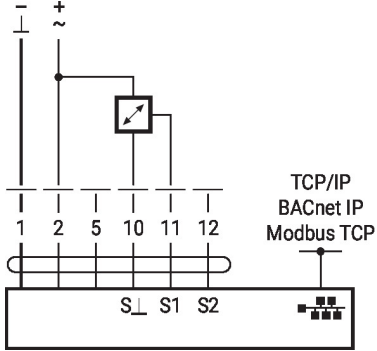 − +
⊥ ~
TCP/IP
BACnet IP
Modbus TCP
1 2 5 10 11 12
S⊥ S1 S2